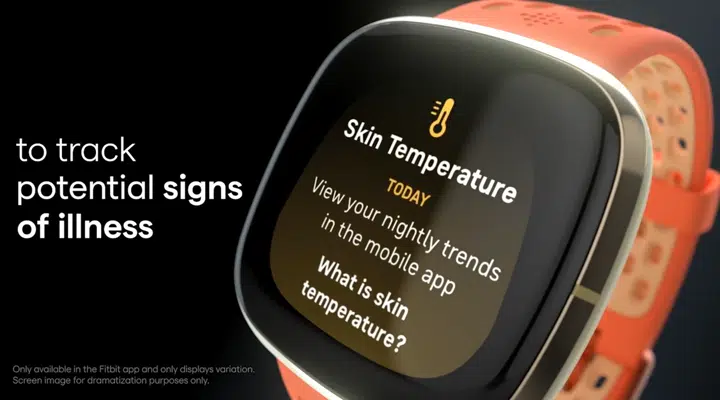 to track
potential signs
of illness
Skin Temperature
TODAY
View your nightly trends
in the mobile app
What is skin
temperature?
Only available in the Fitbit app and only displays variation.
Screen image for dramatization purposes only.